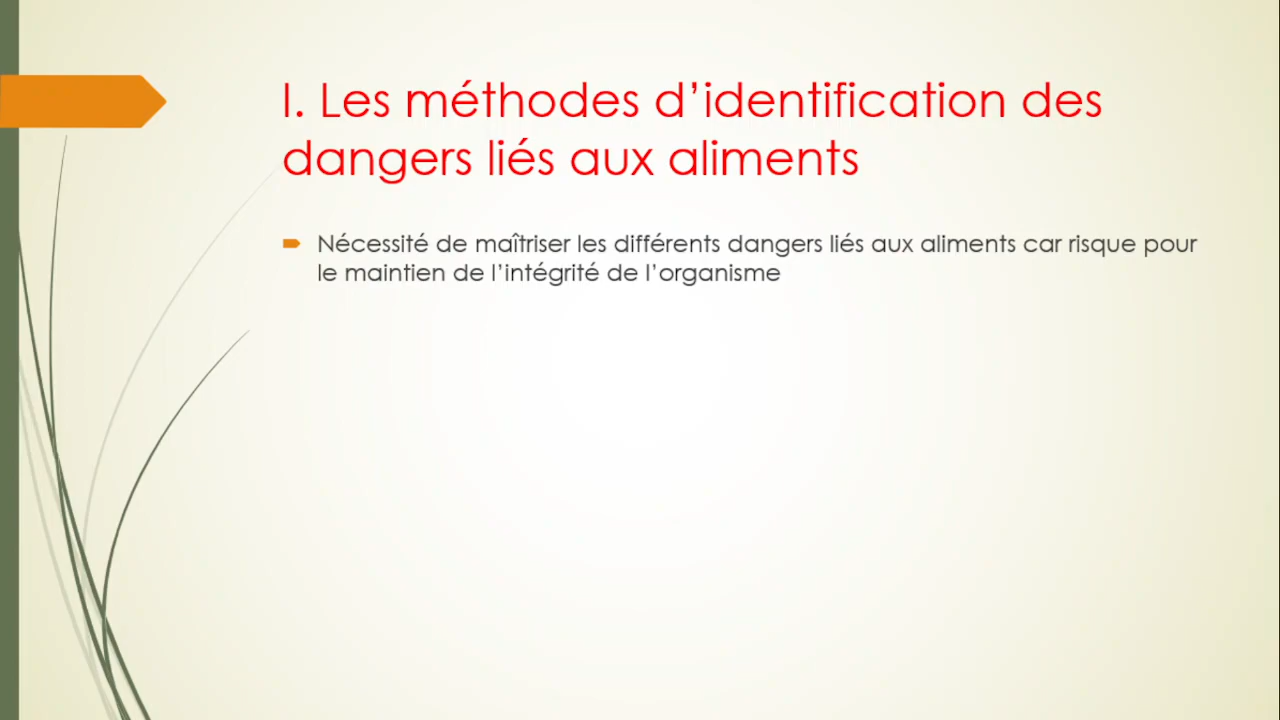 I. Les méthodes d’identification des
dangers liés aux aliments
Nécessité de maîtriser les différents dangers liés aux aliments car risque pour
le maintien de l’intégrité de l’organisme